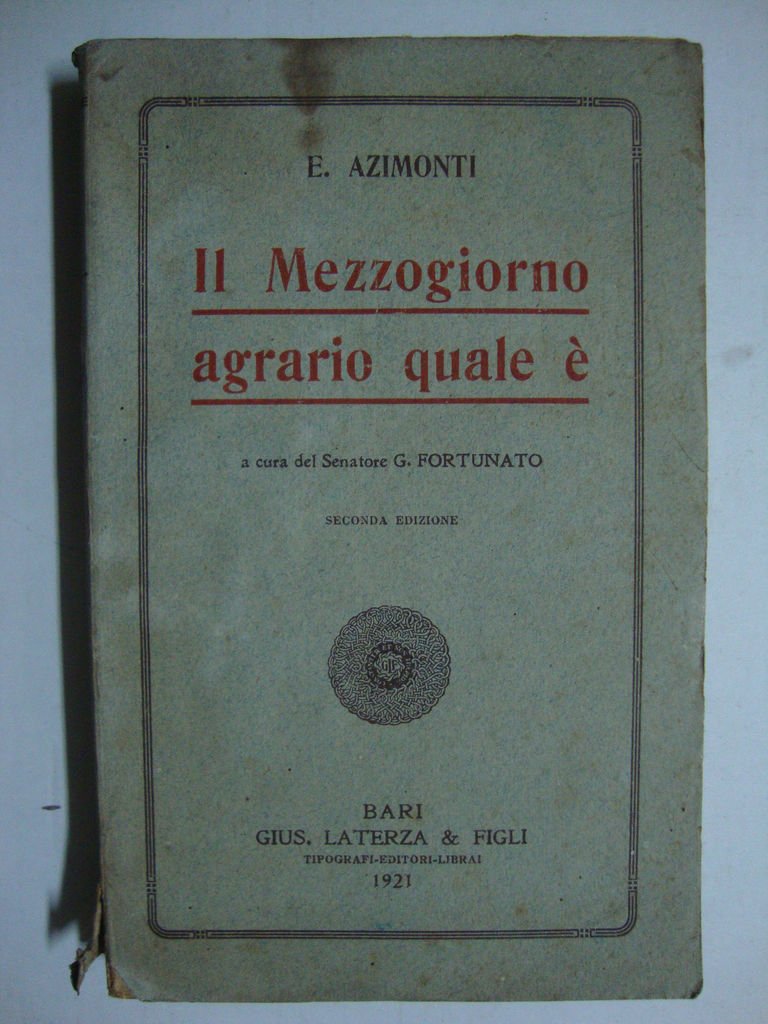 E. AZIMONTI
Il Mezzogiorno
agrario quale è
a cura del Senatore G. FORTUNATO
SECONDA EDIZIONE
BARI
GIUS. LATERZA & FIGLI
TIPOGRAFI-EDITORI-LIBRAI
1921